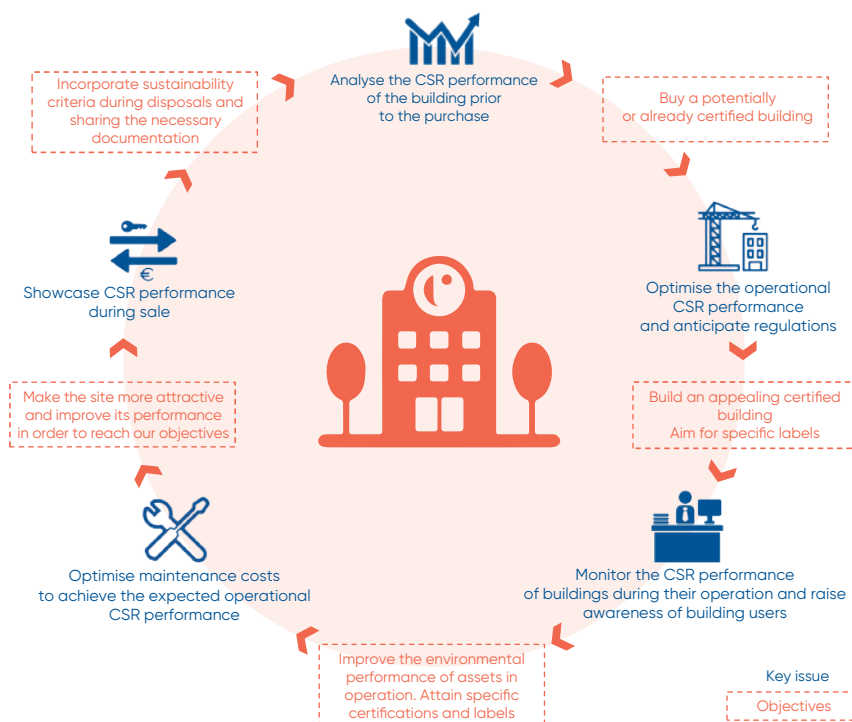 Analyse the CSR performance
of the building prior
to the purchase
Buy a potentially
or already certified building
Optimise the operational
CSR performance
and anticipate regulations
Build an appealing certified
building
Aim for specific labels
Monitor the CSR performance
of buildings during their operation and raise
awareness of building users
Improve the environmental
performance of assets in
operation. Attain specific
certifications and labels
Optimise maintenance costs
to achieve the expected operational
CSR performance
Make the site more attractive
and improve its performance
in order to reach our objectives
€
Showcase CSR performance
during sale
Incorporate sustainability
criteria during disposals and
sharing the necessary
documentation
Key issue
Objectives